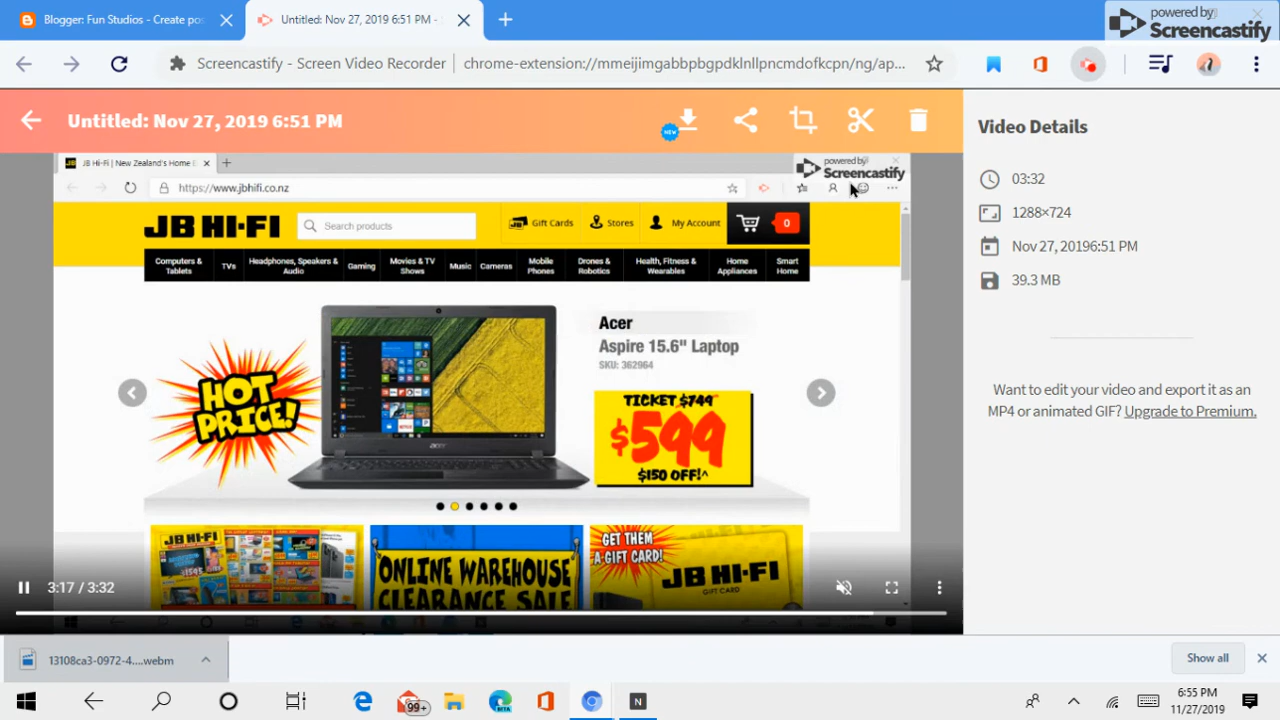 Blogger: Fun Studios - Create pos
Untitled: Nov 27, 2019 6:51 PM -
powered by
Screencastify
Screencastify - Screen Video Recorder
chrome-extension://mmeijimgabbpbgpdklnllpncmdofkcpn/ng/ap...
Untitled: Nov 27, 2019 6:51 PM
NEW
Video Details
03:32
1288×724
Nov 27, 20196:51 PM
39.3 MB
Want to edit your video and export it as an
MP4 or animated GIF? Upgrade to Premium.
JB Hi-Fi | New Zealand's Home E
powered by
Screencastify
https://www.jbhifi.co.nz
JB HI-FI
Search products
Gift Cards
Stores
My Account
0
Computers & Tablets
TVs
Headphones, Speakers & Audio
Gaming
Movies & TV Shows
Music
Cameras
Mobile Phones
Drones & Robotics
Health, Fitness & Wearables
Home Appliances
Smart Home
HOT
PRICE!
Acer
Aspire 15.6" Laptop
SKU: 362964
TICKET $749
$599
$150 OFF!^
JB HI-FI
ONLINE WAREHOUSE
CLEARANCE SALE
GET THEM
A GIFT CARD!
JB HI-FI
GIFT CARD
3:17 / 3:32
13108ca3-0972-4....webm
Show all
99+
BETA
N
6:55 PM
11/27/2019